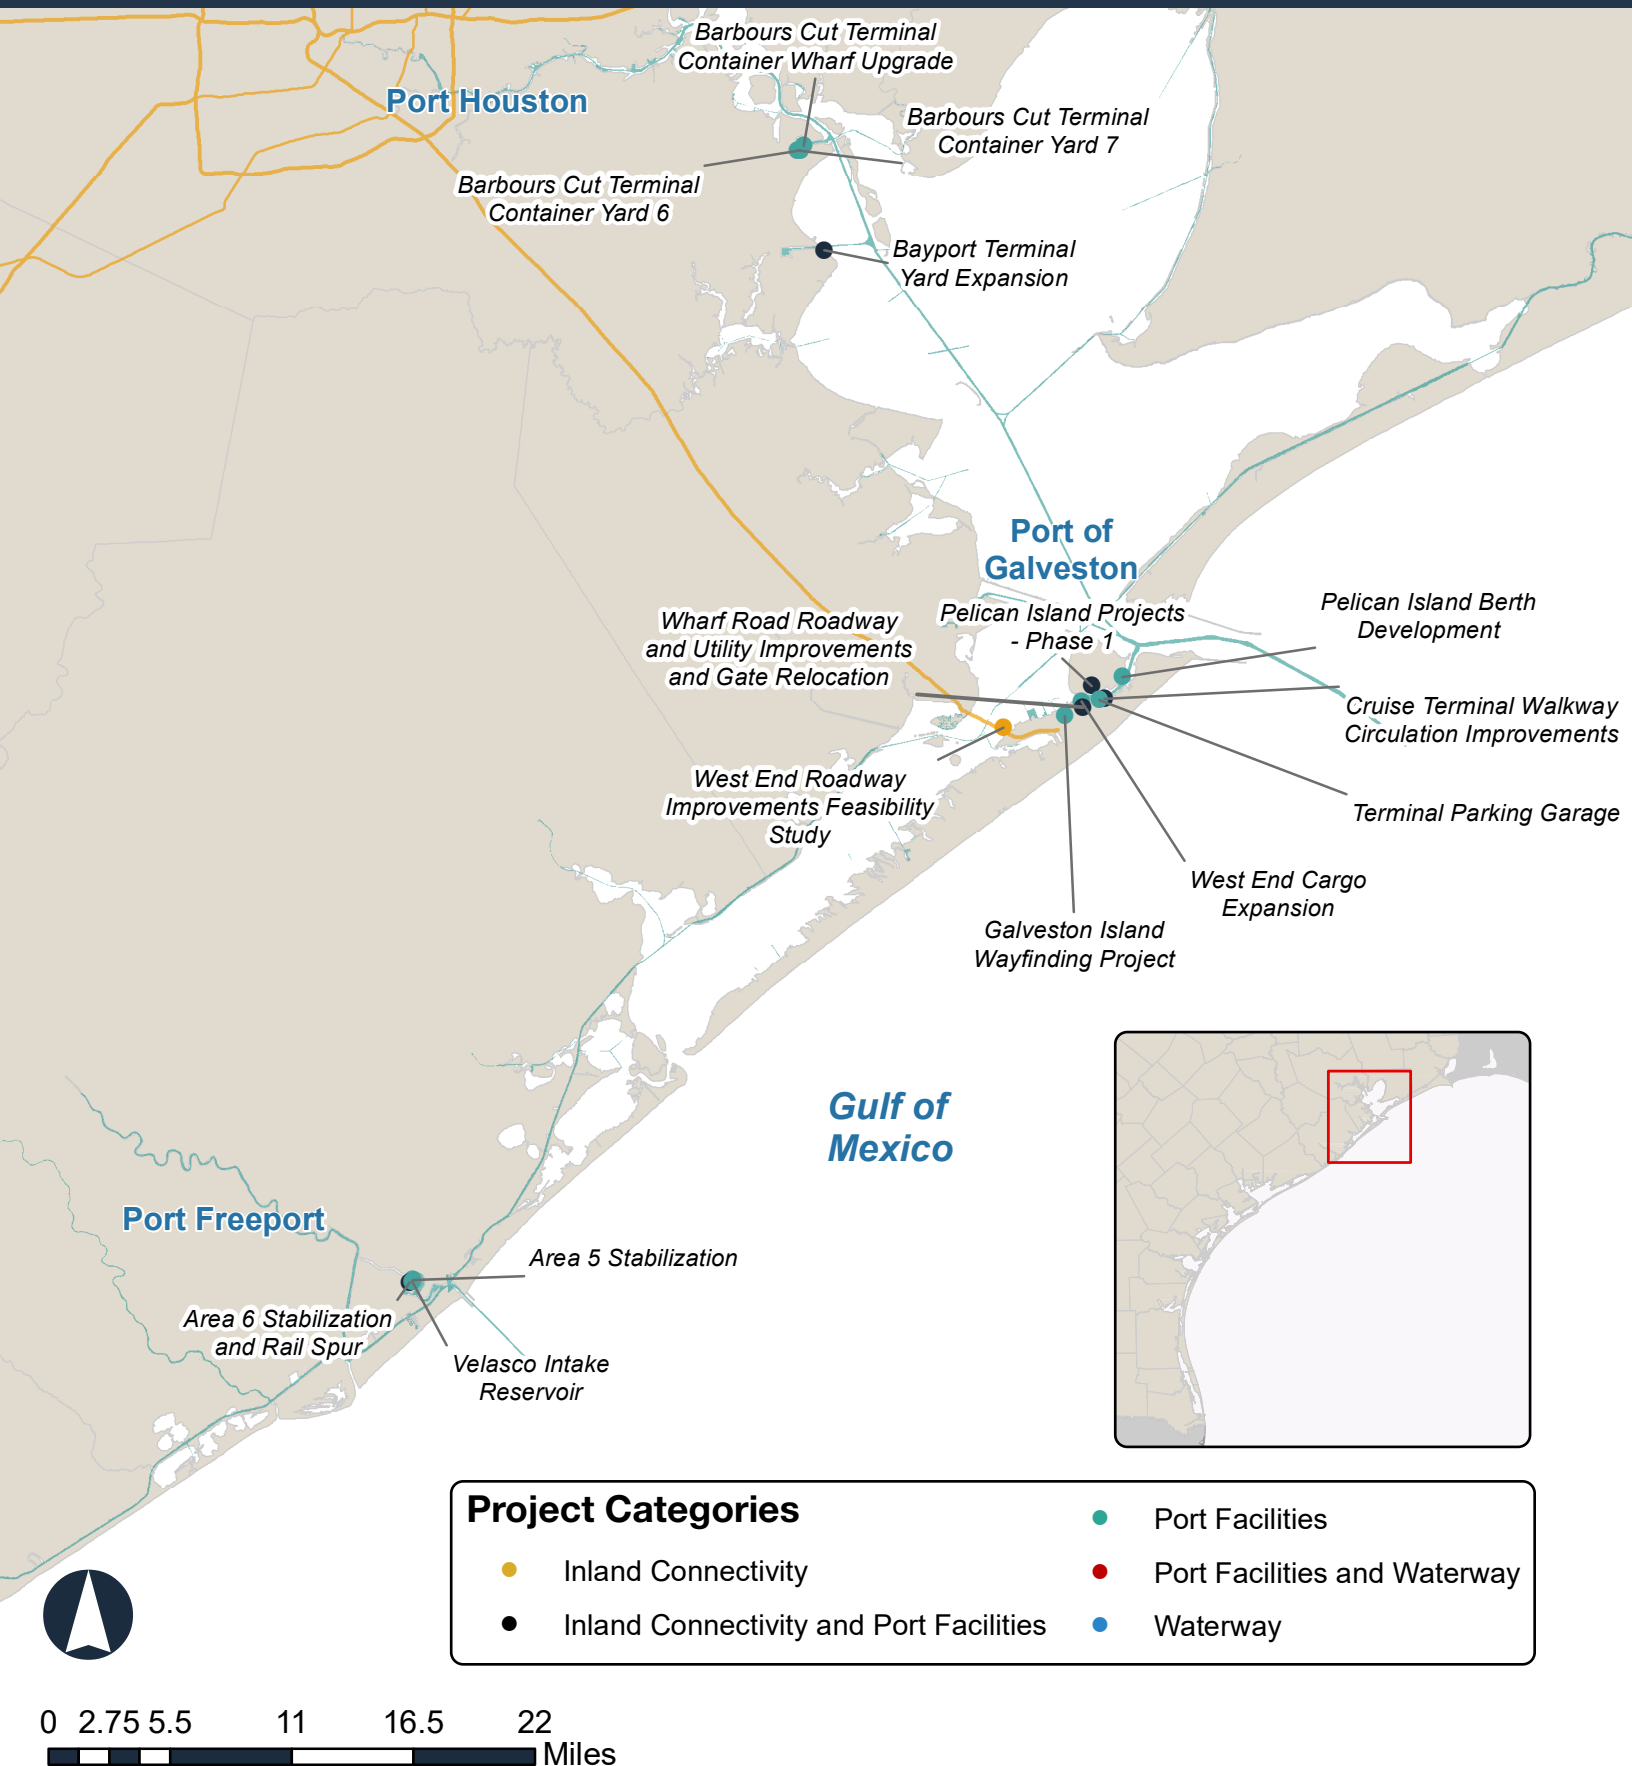 Barbours Cut Terminal
Container Wharf Upgrade
Port Houston
Barbours Cut Terminal
Container Yard 7
Barbours Cut Terminal
Container Yard 6
Bayport Terminal
Yard Expansion
Port of
Galveston
Pelican Island Projects
- Phase 1
Pelican Island Berth
Development
Wharf Road Roadway
and Utility Improvements
and Gate Relocation
Cruise Terminal Walkway
Circulation Improvements
West End Roadway
Improvements Feasibility
Study
Terminal Parking Garage
West End Cargo
Expansion
Galveston Island
Wayfinding Project
Gulf of
Mexico
Port Freeport
Area 5 Stabilization
Area 6 Stabilization
and Rail Spur
Velasco Intake
Reservoir
Project Categories
Inland Connectivity
Inland Connectivity and Port Facilities
Port Facilities
Port Facilities and Waterway
Waterway
0 2.75 5.5 11 16.5 22
Miles